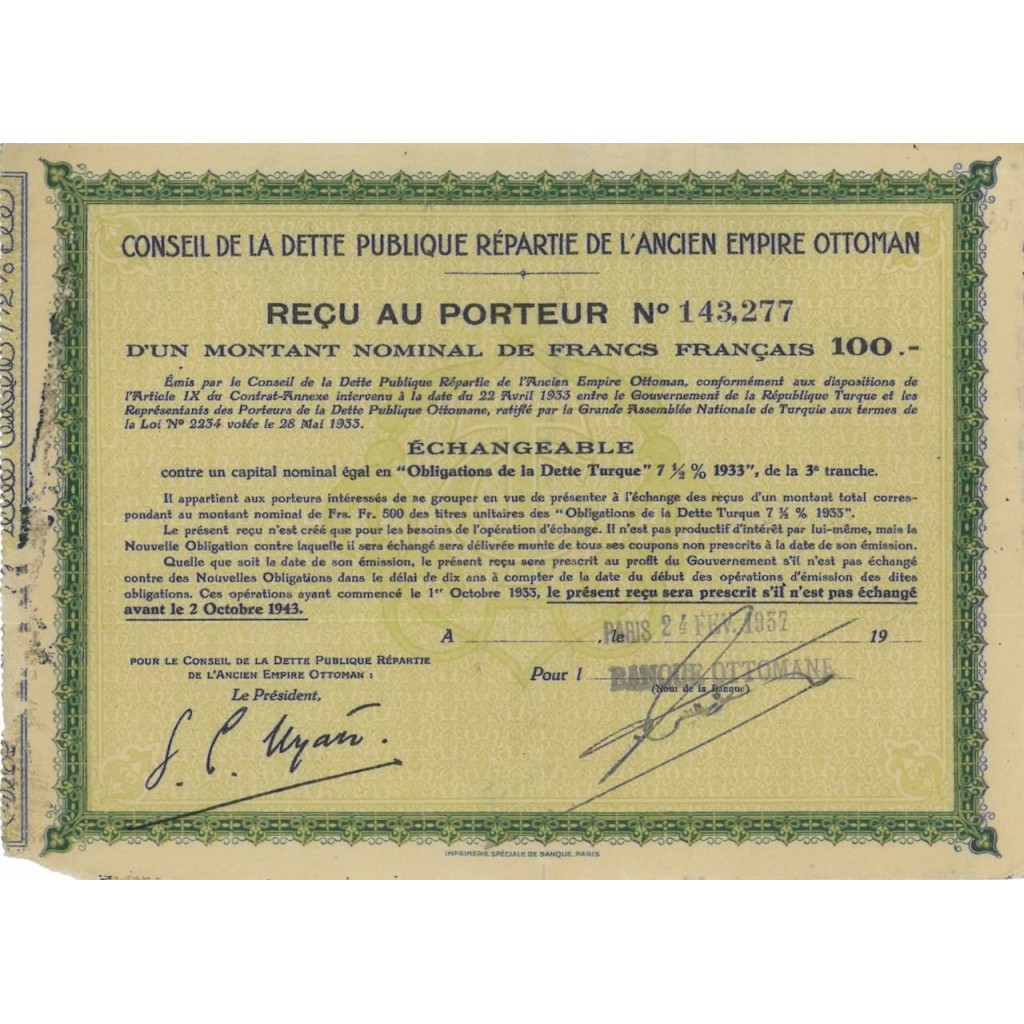 CONSEIL DE LA DETTE PUBLIQUE RÉPARTIE DE L'ANCIEN EMPIRE OTTOMAN
REÇU AU PORTEUR Nº 143,277
D'UN MONTANT NOMINAL DE FRANCS FRANÇAIS 100.-
Émis par le Conseil de la Dette Publique Répartie de l'Ancien Empire Ottoman, conformément aux dispositions de
l'Article IX du Contrat-Annexe intervenu à la date du 22 Avril 1933 entre le Gouvernement de la République Turque et les
Représentants des Porteurs de la Dette Publique Ottomane, ratifié par la Grande Assemblée Nationale de Turquie aux termes de
la Loi Nº 2234 votée le 28 Mai 1933.
ÉCHANGEABLE
contre un capital nominal égal en "Obligations de la Dette Turque" 7 ½ % 1933", de la 3e tranche.
Il appartient aux porteurs intéressés de se grouper en vue de présenter à l'échange des reçus d'un montant total corres-
pondant au montant nominal de Frs. Fr. 500 des titres unitaires des "Obligations de la Dette Turque 7 ½ % 1933".
Le présent reçu n'est créé que pour les besoins de l'opération d'échange. Il n'est pas productif d'intérêt par lui-même, mais la
Nouvelle Obligation contre laquelle il sera échangé sera délivrée munie de tous ses coupons non prescrits à la date de son émission.
Quelle que soit la date de son émission, le présent reçu sera prescrit au profit du Gouvernement s'il n'est pas échangé
contre des Nouvelles Obligations dans le délai de dix ans à compter de la date du début des opérations d'émission des dites
obligations. Ces opérations ayant commencé le 1er Octobre 1933, le présent reçu sera prescrit s'il n'est pas échangé
avant le 2 Octobre 1943.
A , le PARIS 24 FÉV. 1937 19
POUR LE CONSEIL DE LA DETTE PUBLIQUE RÉPARTIE
DE L'ANCIEN EMPIRE OTTOMAN :
Le Président,
Pour l BANQUE OTTOMANE
(Nom de la Banque)
IMPRIMERIE SPÉCIALE DE BANQUE, PARIS